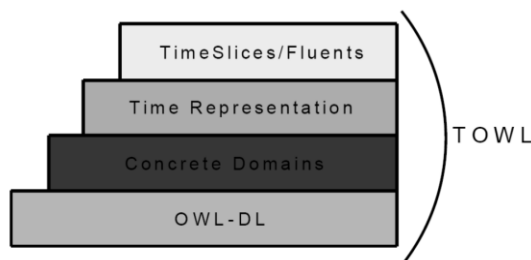 TimeSlices/Fluents
Time Representation
Concrete Domains
OWL-DL
TOWL